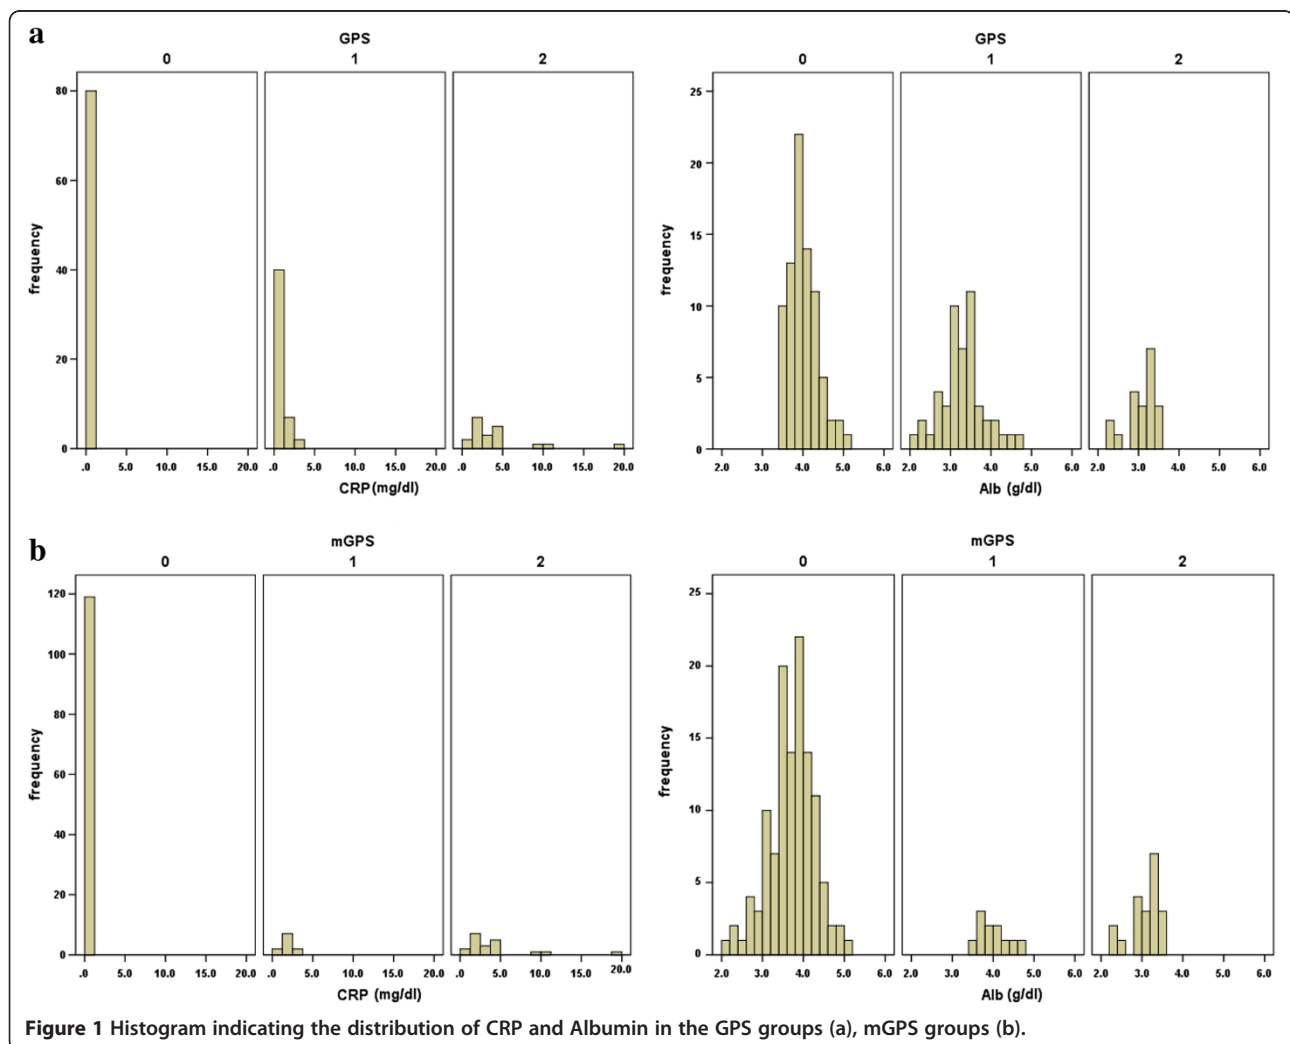 a
GPS
0 1 2
80
60
40
20
0
frequency
.0 5.0 10.0 15.0 20.0 .0 5.0 10.0 15.0 20.0 .0 5.0 10.0 15.0 20.0
CRP(mg/dl)
GPS
0 1 2
25
20
15
10
5
0
frequency
2.0 3.0 4.0 5.0 6.0 2.0 3.0 4.0 5.0 6.0 2.0 3.0 4.0 5.0 6.0
Alb (g/dl)
b
mGPS
0 1 2
120
100
80
60
40
20
0
frequency
.0 5.0 10.0 15.0 20.0 .0 5.0 10.0 15.0 20.0 .0 5.0 10.0 15.0 20.0
CRP (mg/dl)
mGPS
0 1 2
25
20
15
10
5
0
frequency
2.0 3.0 4.0 5.0 6.0 2.0 3.0 4.0 5.0 6.0 2.0 3.0 4.0 5.0 6.0
Alb (g/dl)
Figure 1 Histogram indicating the distribution of CRP and Albumin in the GPS groups (a), mGPS groups (b).